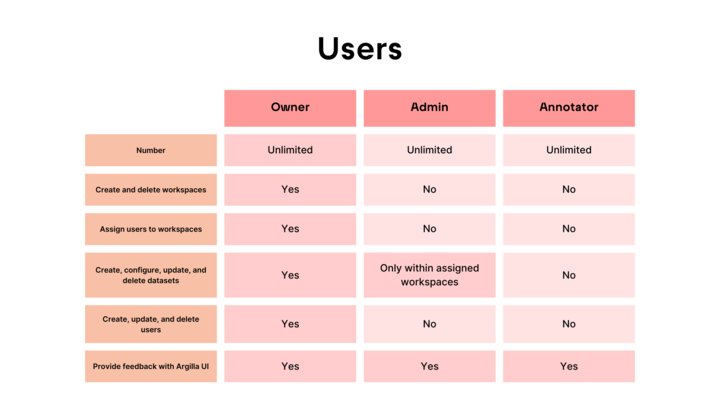 Users
Owner Admin Annotator
Number Unlimited Unlimited Unlimited
Create and delete workspaces Yes No No
Assign users to workspaces Yes No No
Create, configure, update, and
delete datasets
Yes
Only within assigned
workspaces
No
Create, update, and delete
users
Yes No No
Provide feedback with Argilla UI Yes Yes Yes